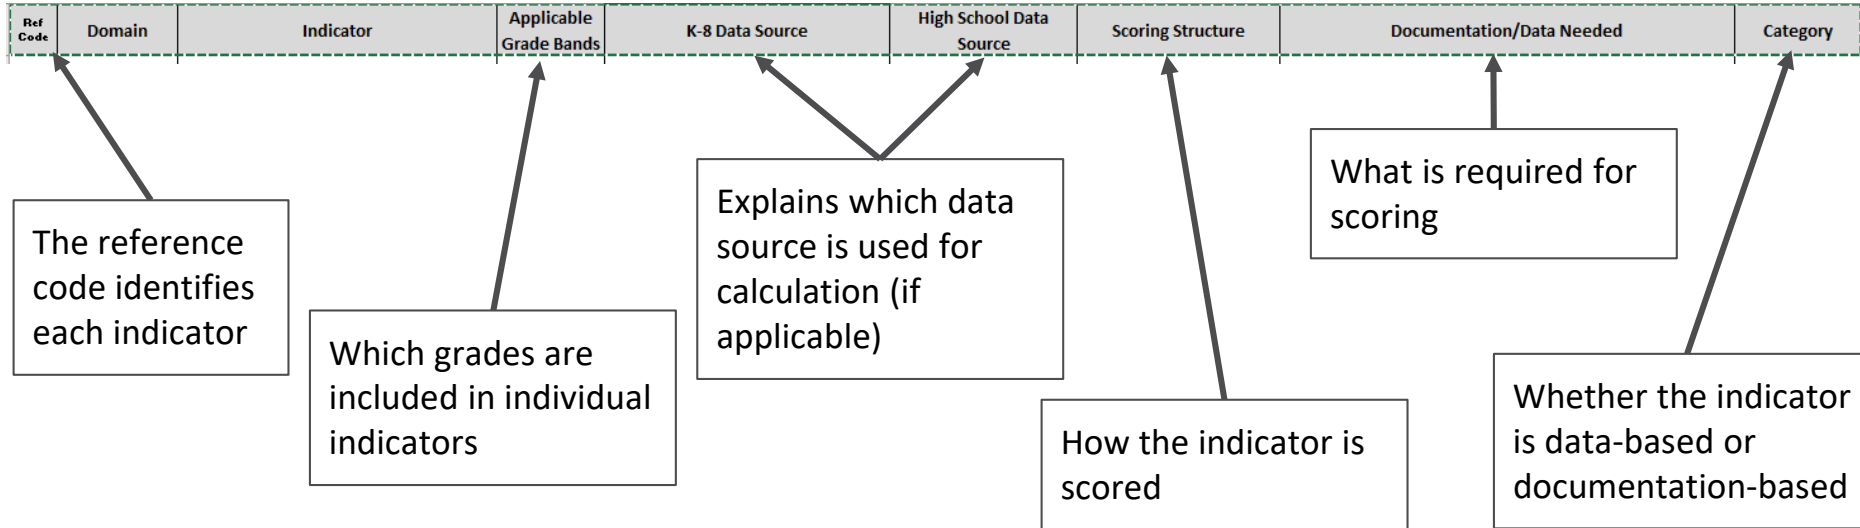 Ref
Code
Domain
Indicator
Applicable
Grade Bands
K-8 Data Source
High School Data
Source
Scoring Structure
Documentation/Data Needed
Category
The reference
code identifies
each indicator
Which grades are
included in individual
indicators
Explains which data
source is used for
calculation (if
applicable)
How the indicator is
scored
What is required for
scoring
Whether the indicator
is data-based or
documentation-based